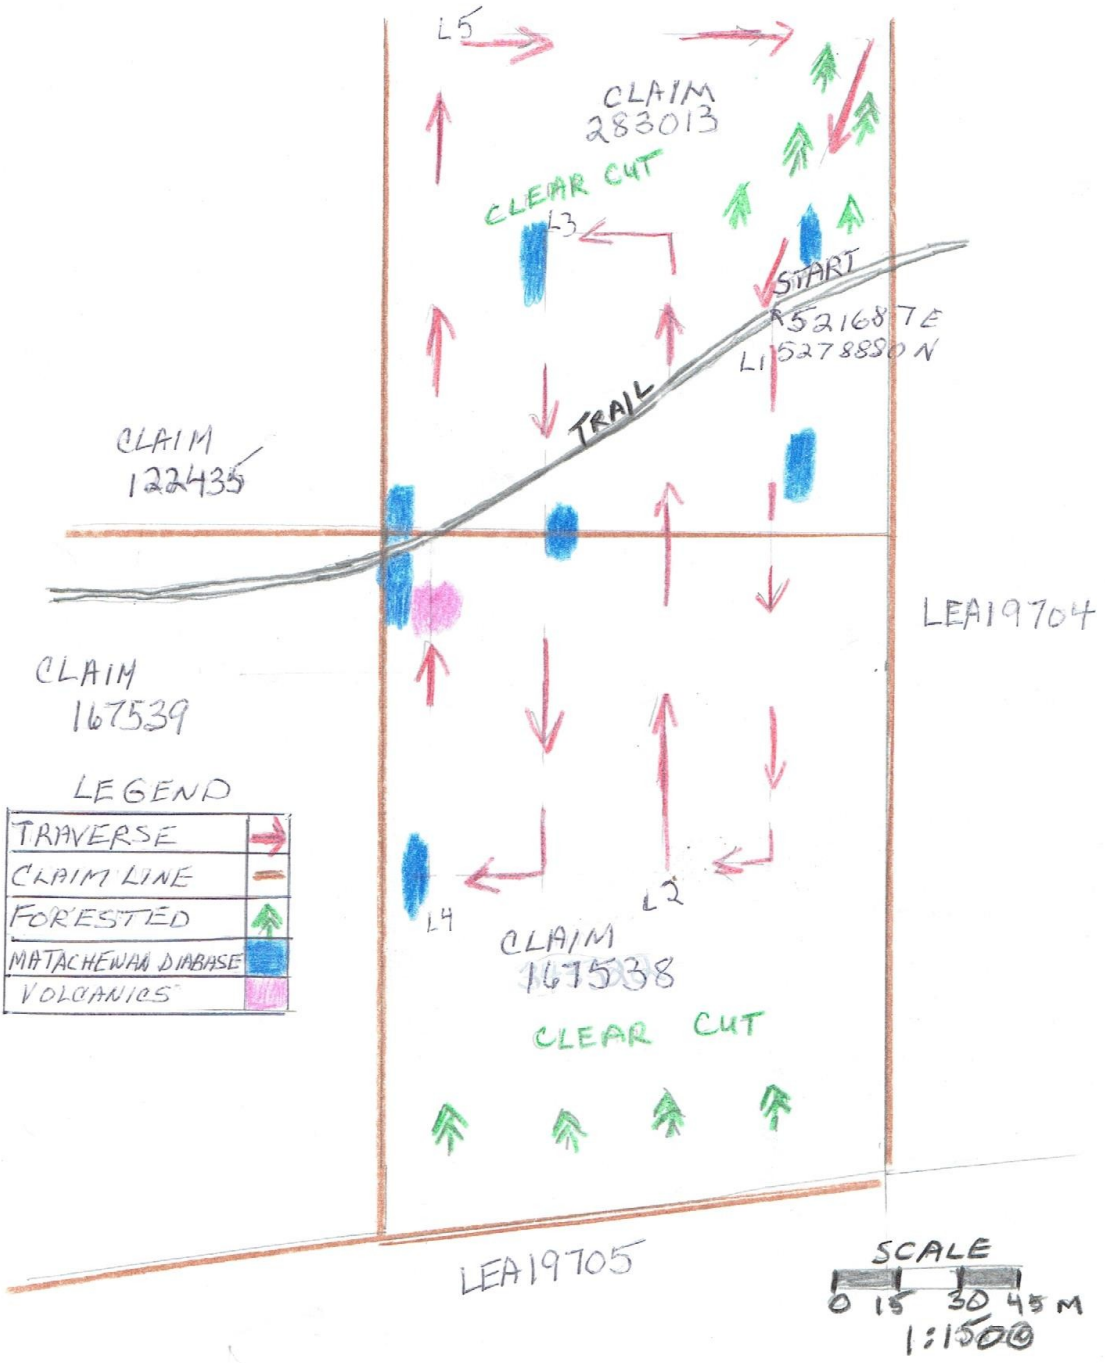 L5
CLAIM
283013
CLEAR CUT
L3
START
521687E
L1 5278880N
TRAIL
CLAIM
122435
LEA19704
CLAIM
167539
LEGEND
TRAVERSE
CLAIM LINE
FORESTED
MATACHEWAN DIABASE
VOLCANICS
L4
L2
CLAIM
167538
CLEAR CUT
LEA19705
SCALE
0 15 30 45 M
1:1500